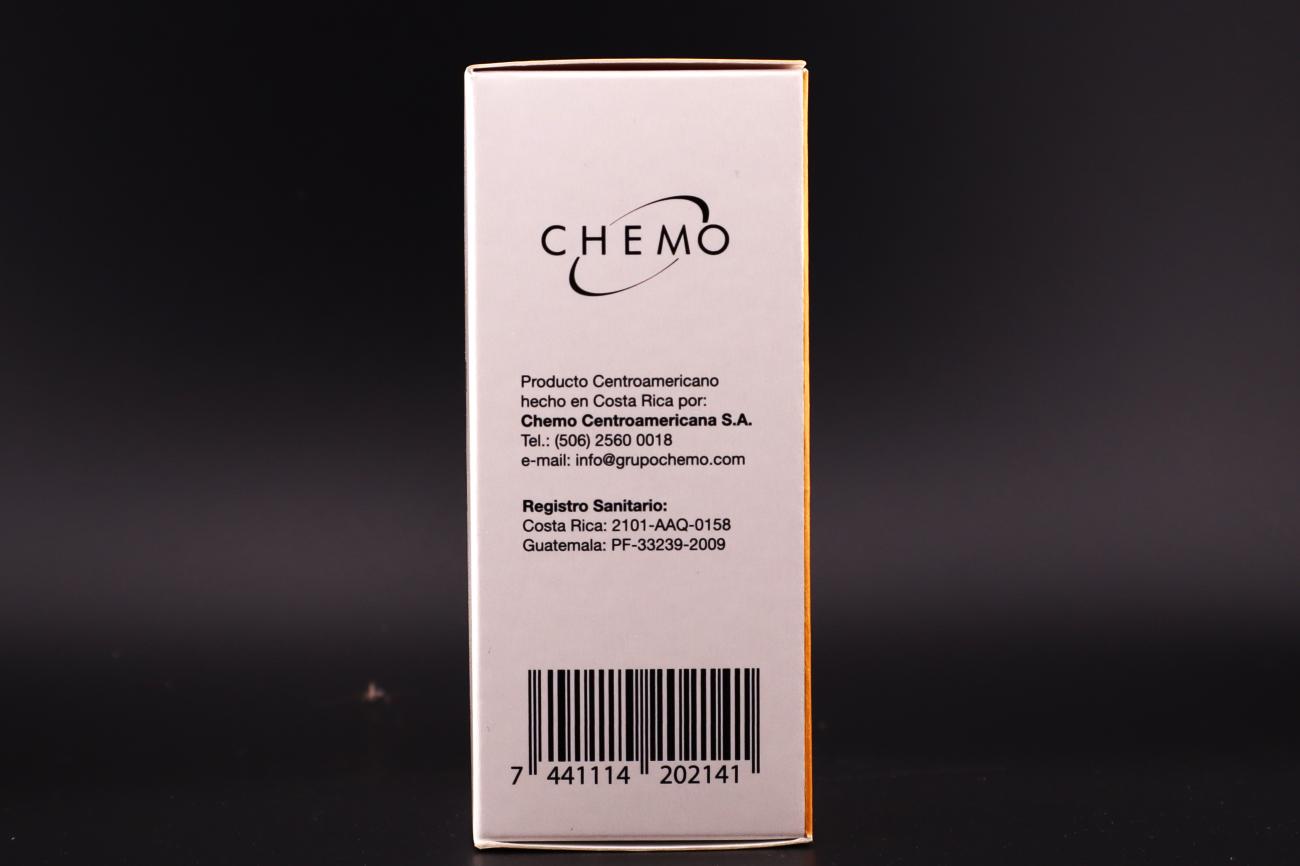 CHEMO
Producto Centroamericano
hecho en Costa Rica por:
Chemo Centroamericana S.A.
Tel.: (506) 2560 0018
e-mail: info@grupochemo.com
Registro Sanitario:
Costa Rica: 2101-AAQ-0158
Guatemala: PF-33239-2009
7 441114 202141